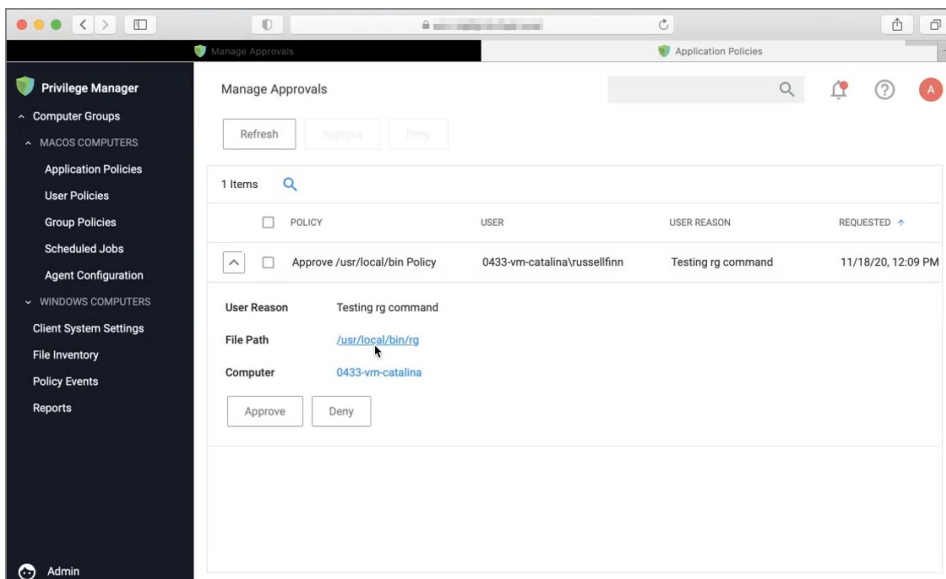 Manage Approvals
Application Policies
Privilege Manager
Computer Groups
MACOS COMPUTERS
Application Policies
User Policies
Group Policies
Scheduled Jobs
Agent Configuration
WINDOWS COMPUTERS
Client System Settings
File Inventory
Policy Events
Reports
Admin
Manage Approvals
A
Refresh Approve Deny
1 Items
POLICY USER USER REASON REQUESTED
Approve /usr/local/bin Policy 0433-vm-catalina\russellfinn Testing rg command 11/18/20, 12:09 PM
User Reason Testing rg command
File Path /usr/local/bin/rg
Computer 0433-vm-catalina
Approve Deny